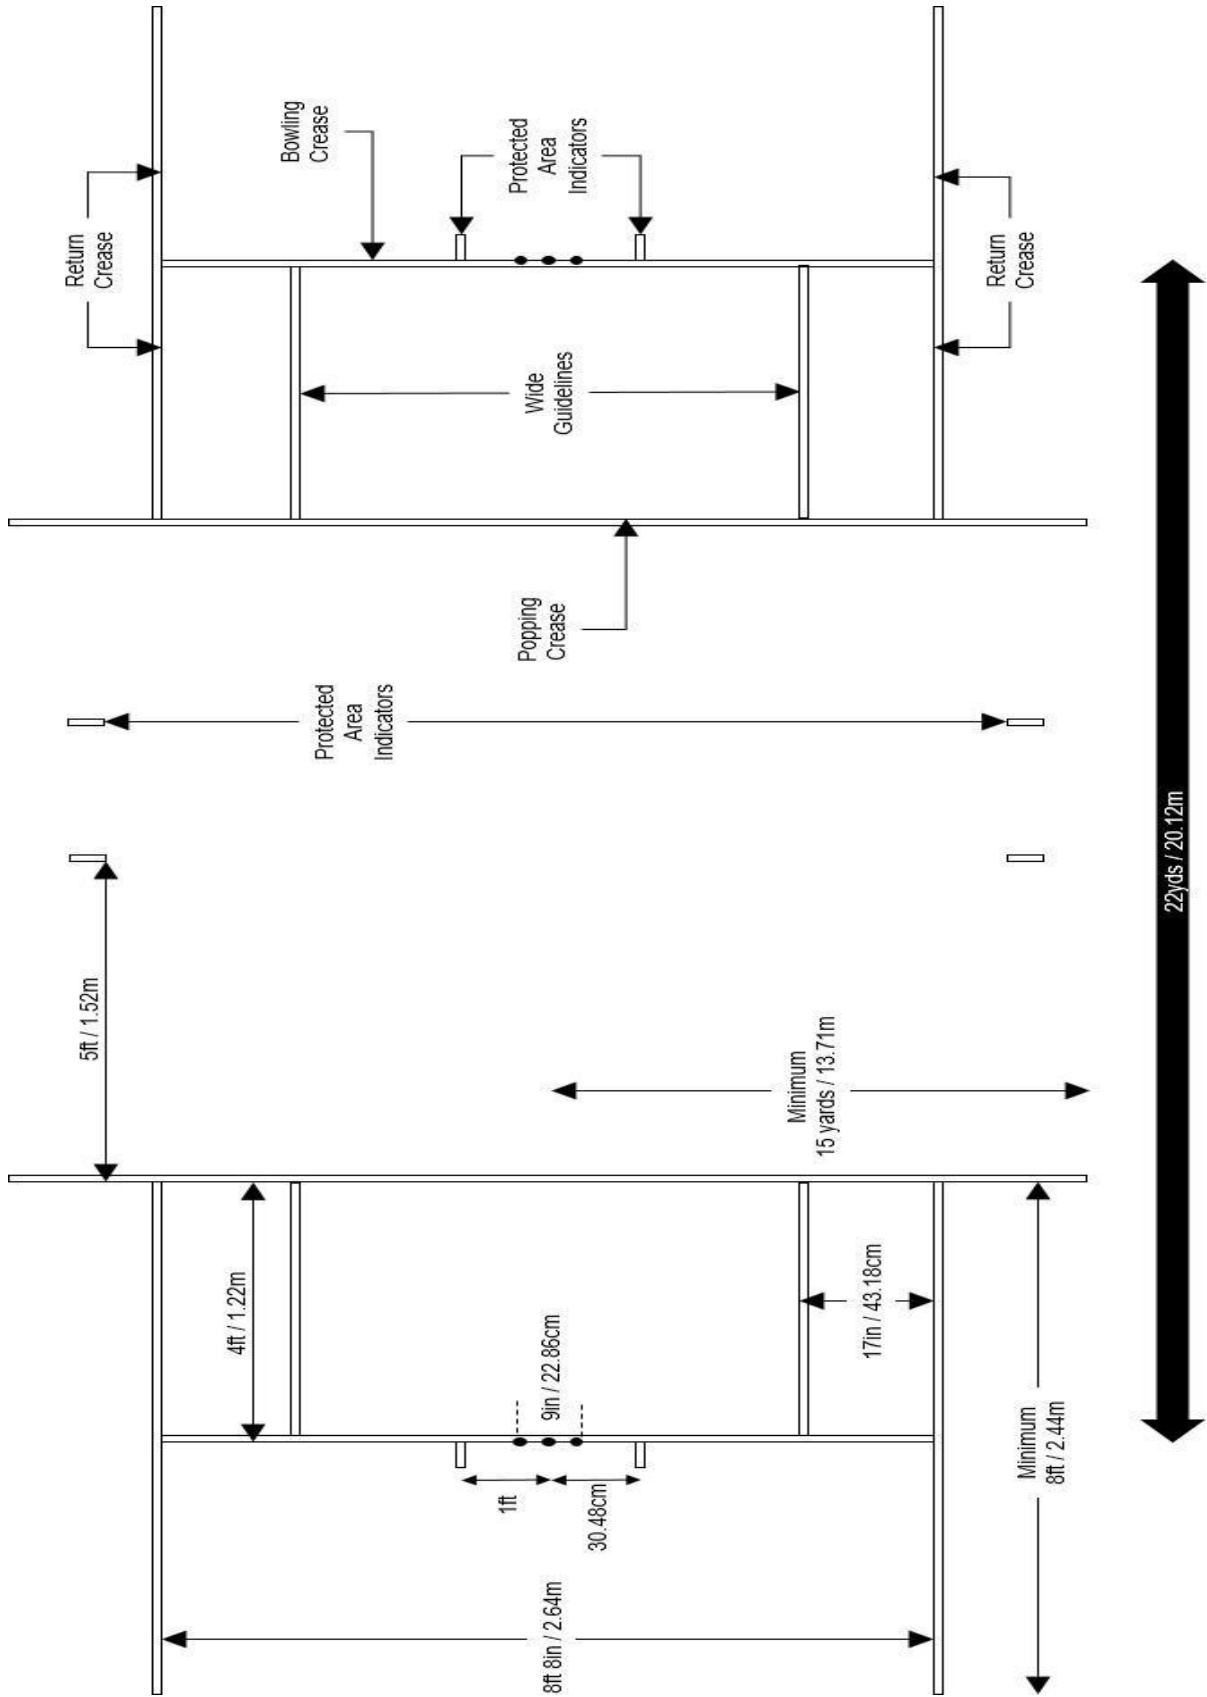 Return
Crease
Bowling
Crease
Protected
Area
Indicators
Return
Crease
Wide
Guidelines
Popping
Crease
Protected
Area
Indicators
5ft / 1.52m
Minimum
15 yards / 13.71m
22yds / 20.12m
4ft / 1.22m
9in / 22.86cm
17in / 43.18cm
1ft
30.48cm
Minimum
8ft / 2.44m
8ft 8in / 2.64m